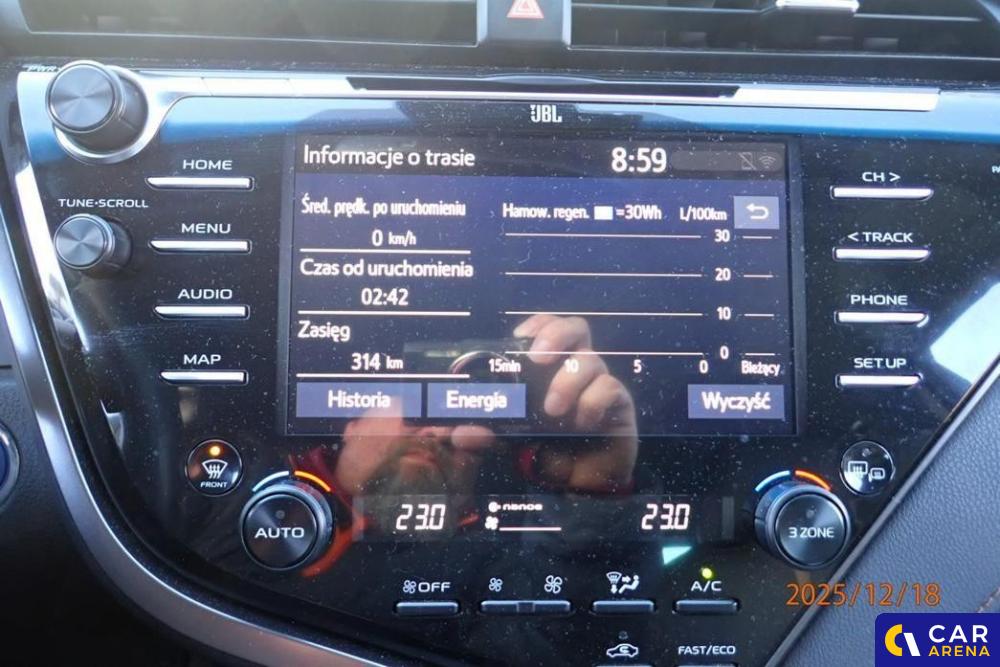 PWR
JBL
HOME
TUNE•SCROLL
MENU
AUDIO
MAP
Informacje o trasie
8:59
Śred. prędk. po uruchomieniu
0 km/h
Czas od uruchomienia
02:42
Zasięg
314 km
Hamow. regen. =30Wh L/100km
30
20
10
0
15min 10 5 0 Bieżący
Historia
Energia
Wyczyść
CH >
< TRACK
PHONE
SETUP
FRONT
AUTO
23.0
nanoe
23.0
3 ZONE
OFF
A/C
FAST/ECO
2025/12/18
CAR
ARENA